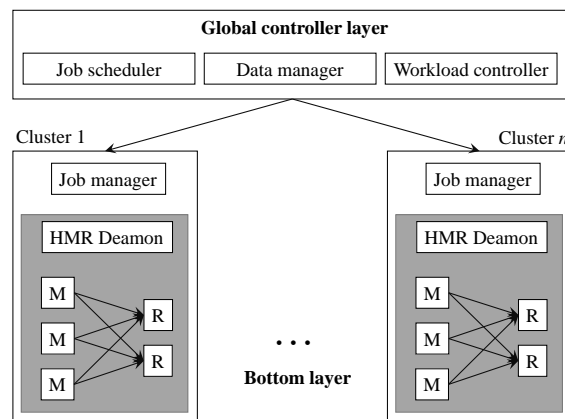 Global controller layer
Job scheduler
Data manager
Workload controller
Cluster 1
Cluster n
Job manager
Job manager
HMR Deamon
HMR Deamon
M
R
M
R
M
M
R
M
R
M
...
Bottom layer